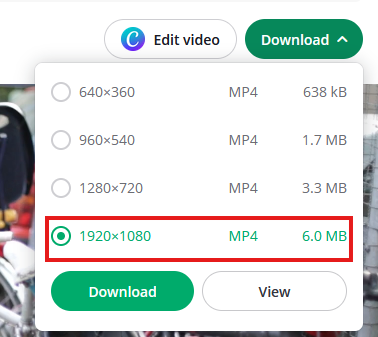 Edit video Download
640×360 MP4 638 kB
960×540 MP4 1.7 MB
1280×720 MP4 3.3 MB
1920×1080 MP4 6.0 MB
Download View